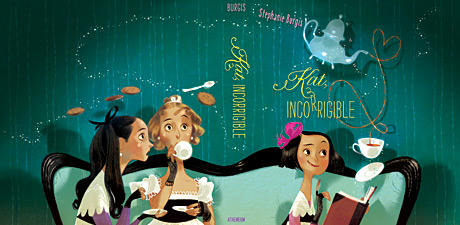 BURGIS
Kat, INCORRIGIBLE
ATHENEUM
Stephanie Burgis
Kat,
INCORRIGIBLE